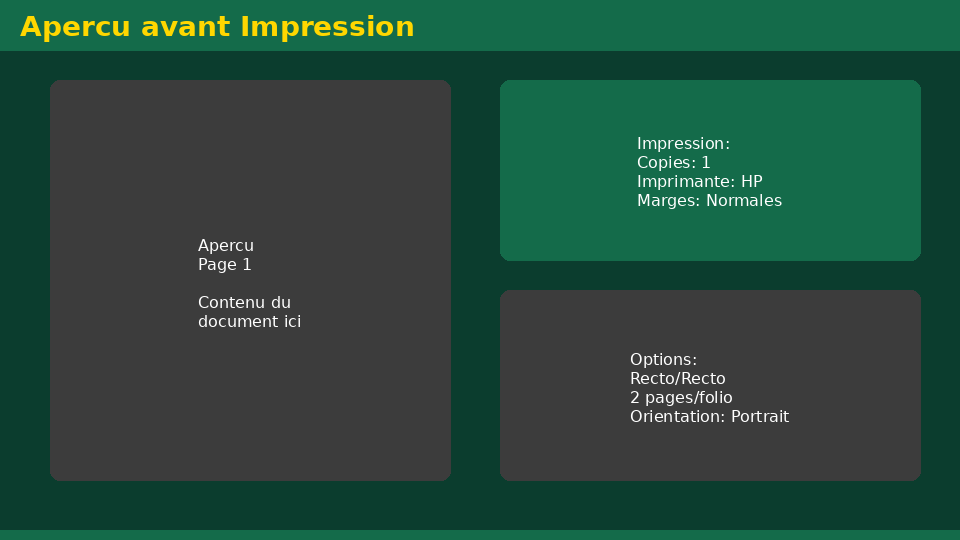 Apercu avant Impression
Apercu
Page 1
Contenu du
document ici
Impression:
Copies: 1
Imprimante: HP
Marges: Normales
Options:
Recto/Recto
2 pages/folio
Orientation: Portrait